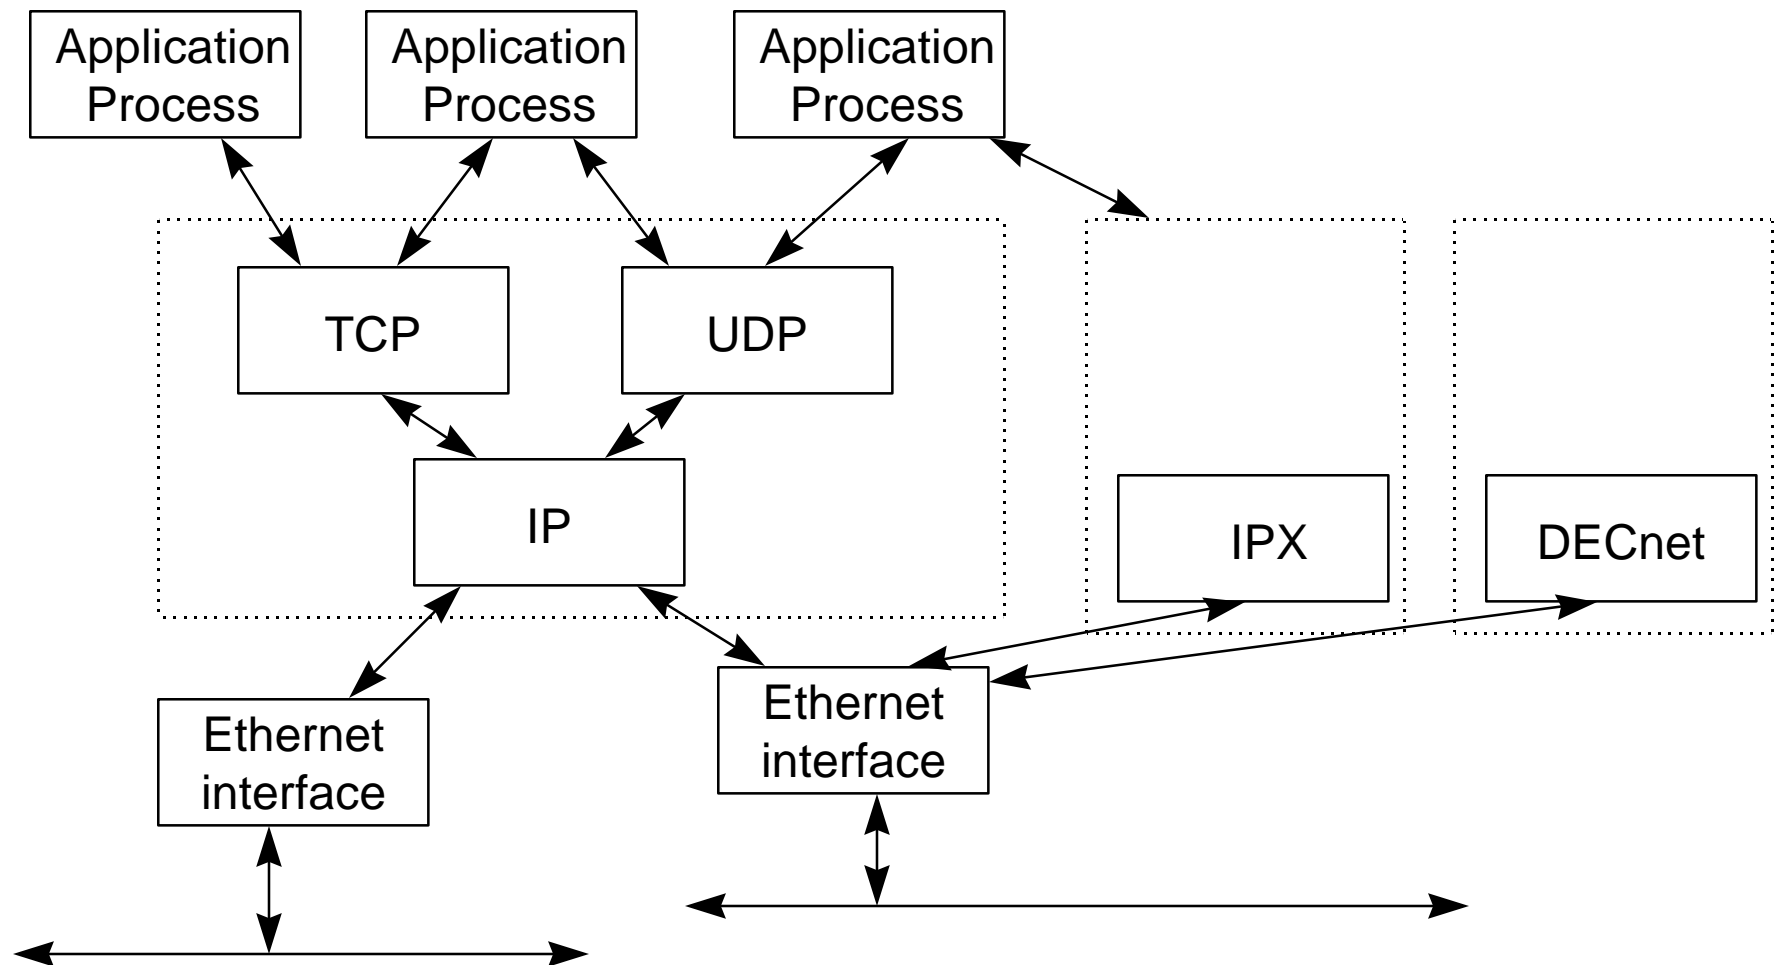 Application
Process
Application
Process
Application
Process
TCP
UDP
IP
IPX
DECnet
Ethernet
interface
Ethernet
interface